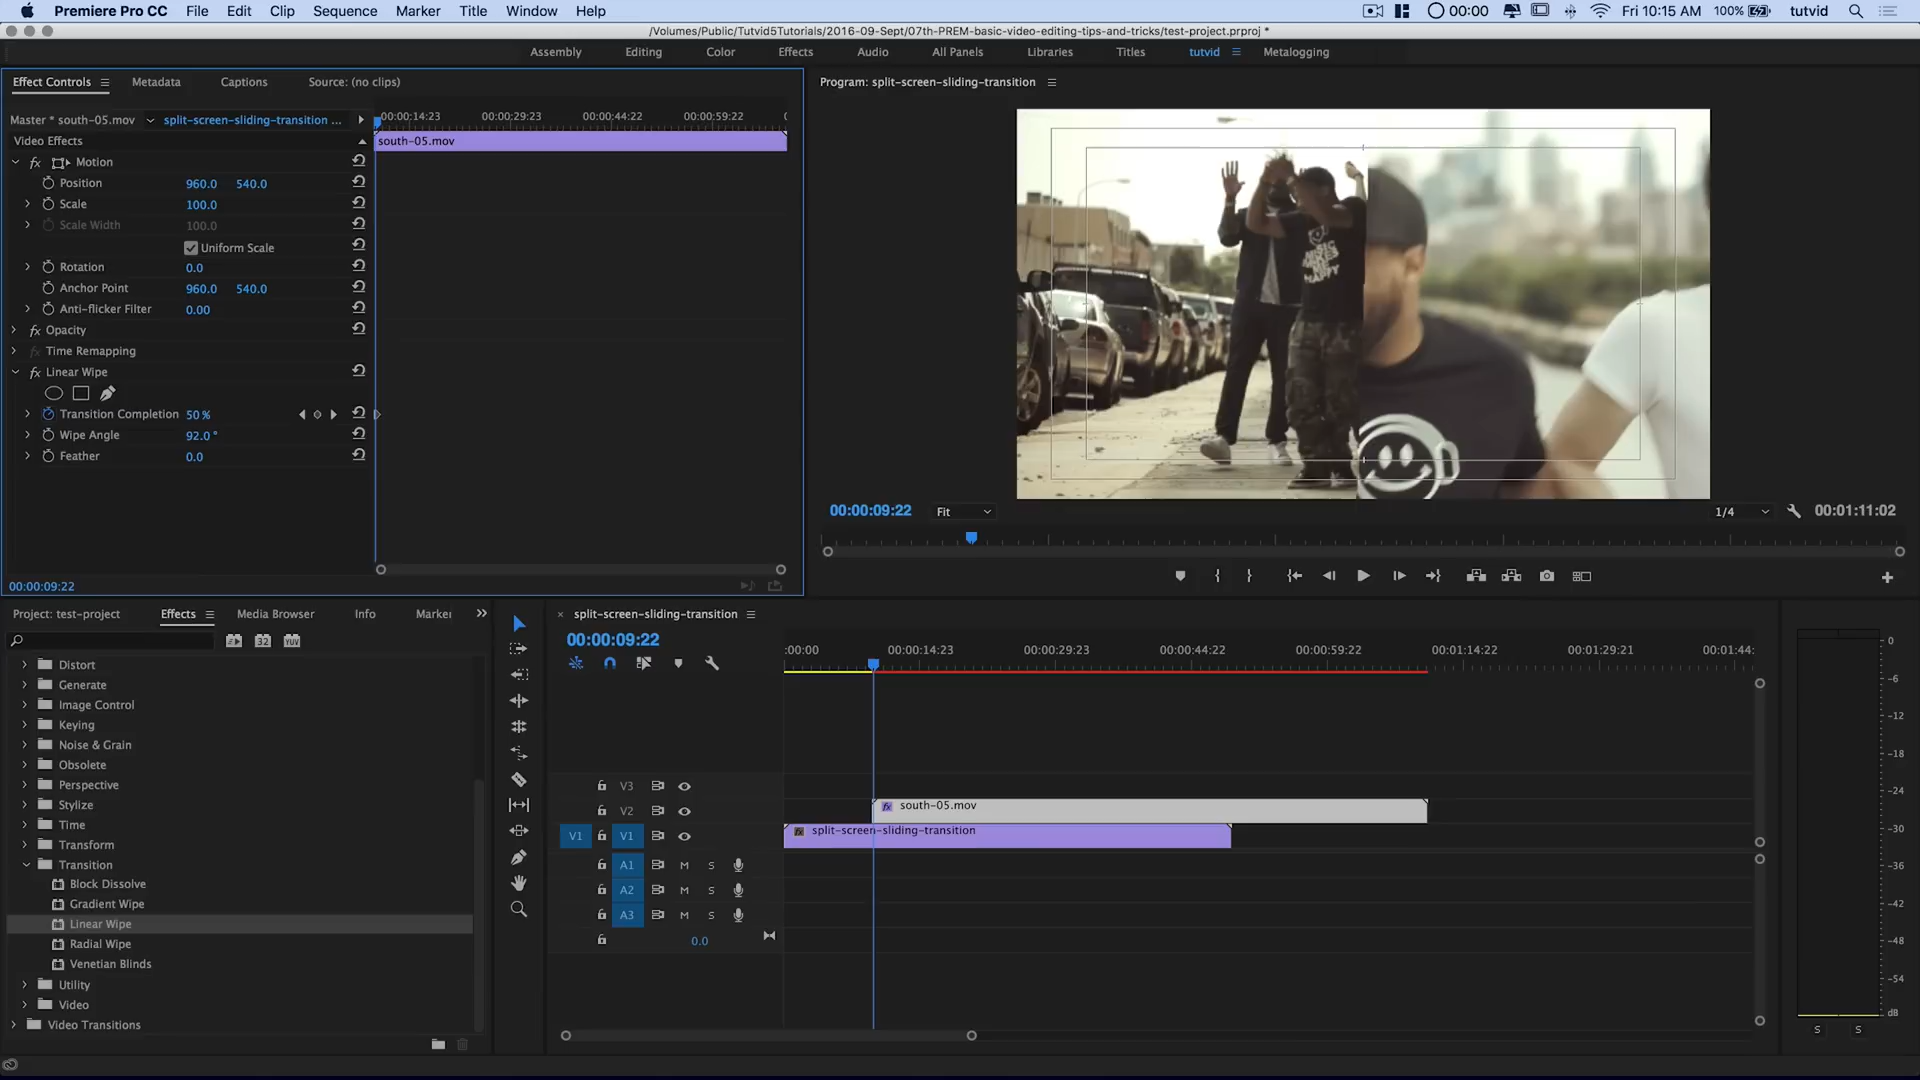 Premiere Pro CC File Edit Clip Sequence Marker Title Window Help 00:00 Fri 10:15 AM 100% tutvid
/Volumes/Public/Tutvid5Tutorials/2016-09-Sept/07th-PREM-basic-video-editing-tips-and-tricks/test-project.prproj *
Assembly Editing Color Effects Audio All Panels Libraries Titles tutvid Metalogging
Effect Controls Metadata Captions Source: (no clips)
Master * south-05.mov split-screen-sliding-transition ...
00:00:14:23 00:00:29:23 00:00:44:22 00:00:59:22
Video Effects
south-05.mov
fx Motion
Position 960.0 540.0
Scale 100.0
Scale Width 100.0
Uniform Scale
Rotation 0.0
Anchor Point 960.0 540.0
Anti-flicker Filter 0.00
fx Opacity
fx Time Remapping
fx Linear Wipe
Transition Completion 50 %
Wipe Angle 92.0 °
Feather 0.0
00:00:09:22
Program: split-screen-sliding-transition
00:00:09:22 Fit 1/4 00:01:11:02
Project: test-project Effects Media Browser Info Marker
32 YUV
Distort
Generate
Image Control
Keying
Noise & Grain
Obsolete
Perspective
Stylize
Time
Transform
Transition
Block Dissolve
Gradient Wipe
Linear Wipe
Radial Wipe
Venetian Blinds
Utility
Video
Video Transitions
split-screen-sliding-transition
00:00:09:22
:00:00 00:00:14:23 00:00:29:23 00:00:44:22 00:00:59:22 00:01:14:22 00:01:29:21 00:01:44:
V3
V2 fx south-05.mov
V1 V1 fx split-screen-sliding-transition
A1 M S
A2 M S
A3 M S
0.0
0
-6
-12
-18
-24
-30
-36
-42
-48
-54
dB
S S